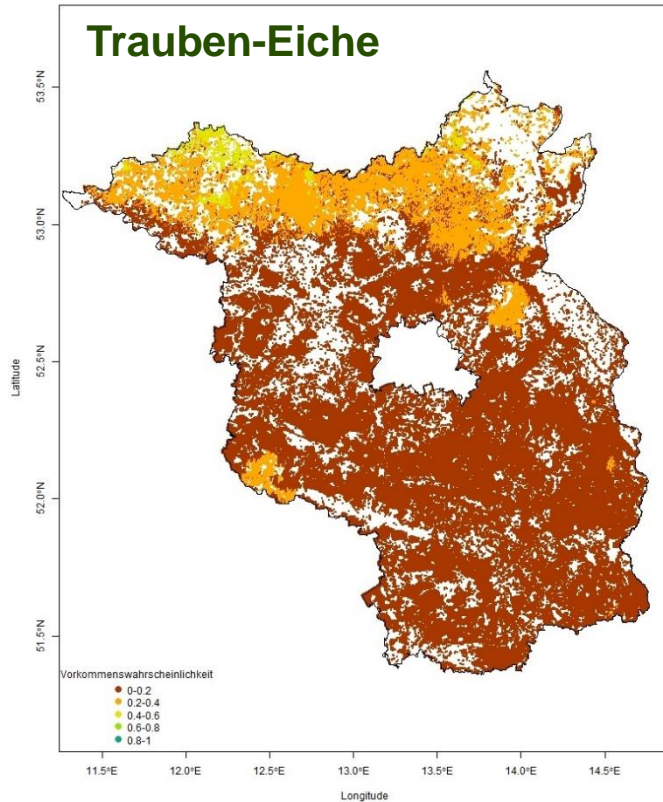 Trauben-Eiche
53.5°N
53.0°N
52.5°N
52.0°N
51.5°N
Latitude
Vorkommenswahrscheinlichkeit
0-0.2
0.2-0.4
0.4-0.6
0.6-0.8
0.8-1
11.5°E 12.0°E 12.5°E 13.0°E 13.5°E 14.0°E 14.5°E
Longitude